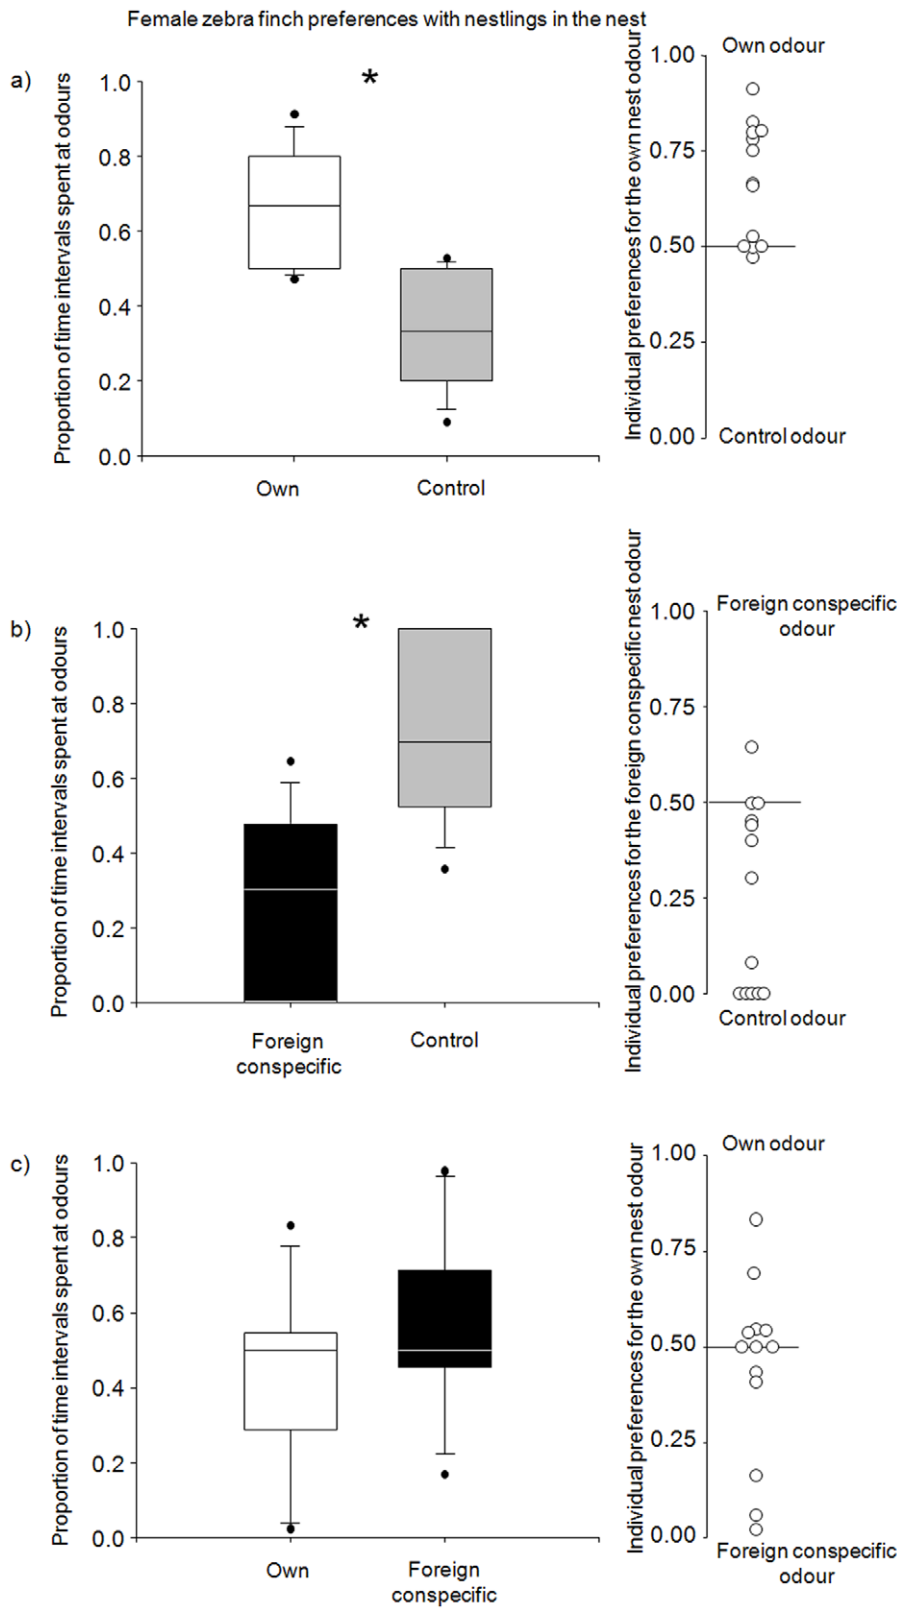 Female zebra finch preferences with nestlings in the nest
a)
*
Proportion of time intervals spent at odours
1.0
0.8
0.6
0.4
0.2
0.0
Own
Control
Individual preferences for the own nest odour
Own odour
1.00
0.75
0.50
0.25
0.00
Control odour
b)
*
Proportion of time intervals spent at odours
1.0
0.8
0.6
0.4
0.2
0.0
Foreign
conspecific
Control
Individual preferences for the foreign conspecific nest odour
Foreign conspecific
odour
1.00
0.75
0.50
0.25
0.00
Control odour
c)
Proportion of time intervals spent at odours
1.0
0.8
0.6
0.4
0.2
0.0
Own
Foreign
conspecific
Individual preferences for the own nest odour
Own odour
1.00
0.75
0.50
0.25
0.00
Foreign conspecific
odour